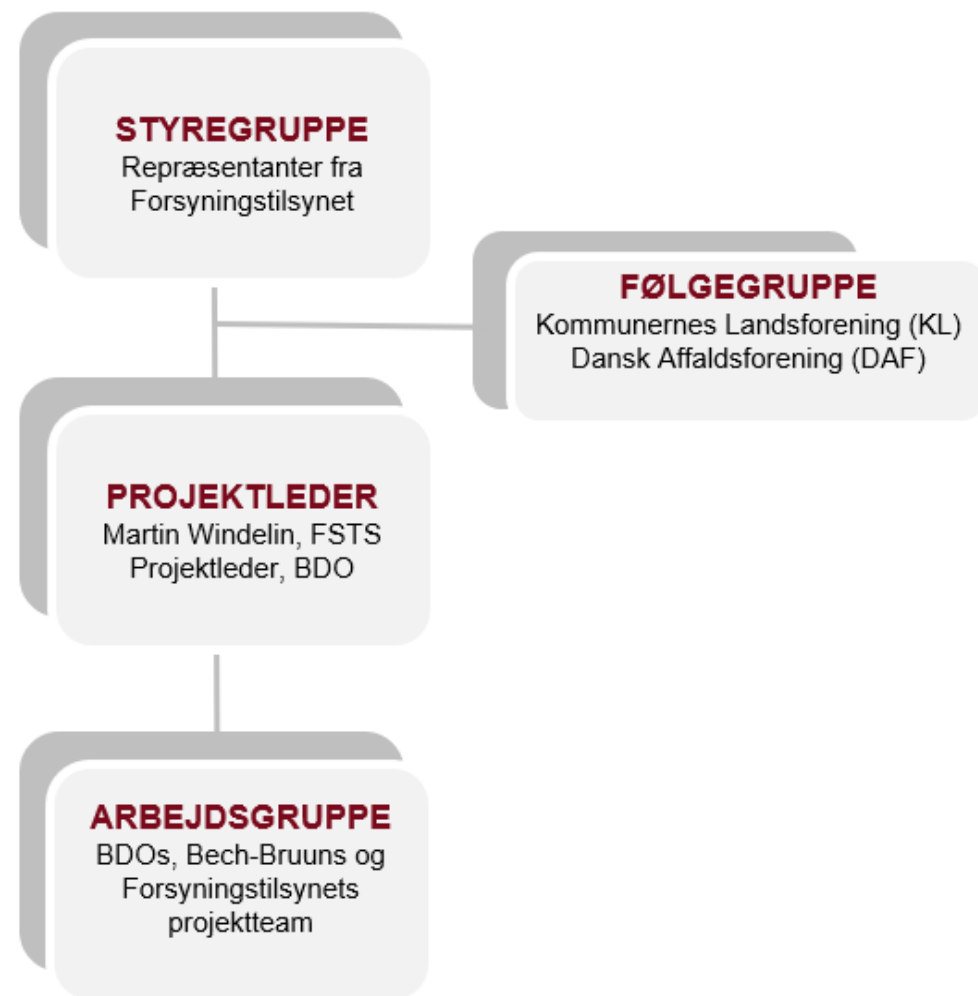 STYREGRUPPE
Repræsentanter fra
Forsyningstilsynet
FØLGEGRUPPE
Kommunernes Landsforening (KL)
Dansk Affaldsforening (DAF)
PROJEKTLEDER
Martin Windelin, FSTS
Projektleder, BDO
ARBEJDSGRUPPE
BDOs, Bech-Bruuns og
Forsyningstilsynets
projektteam